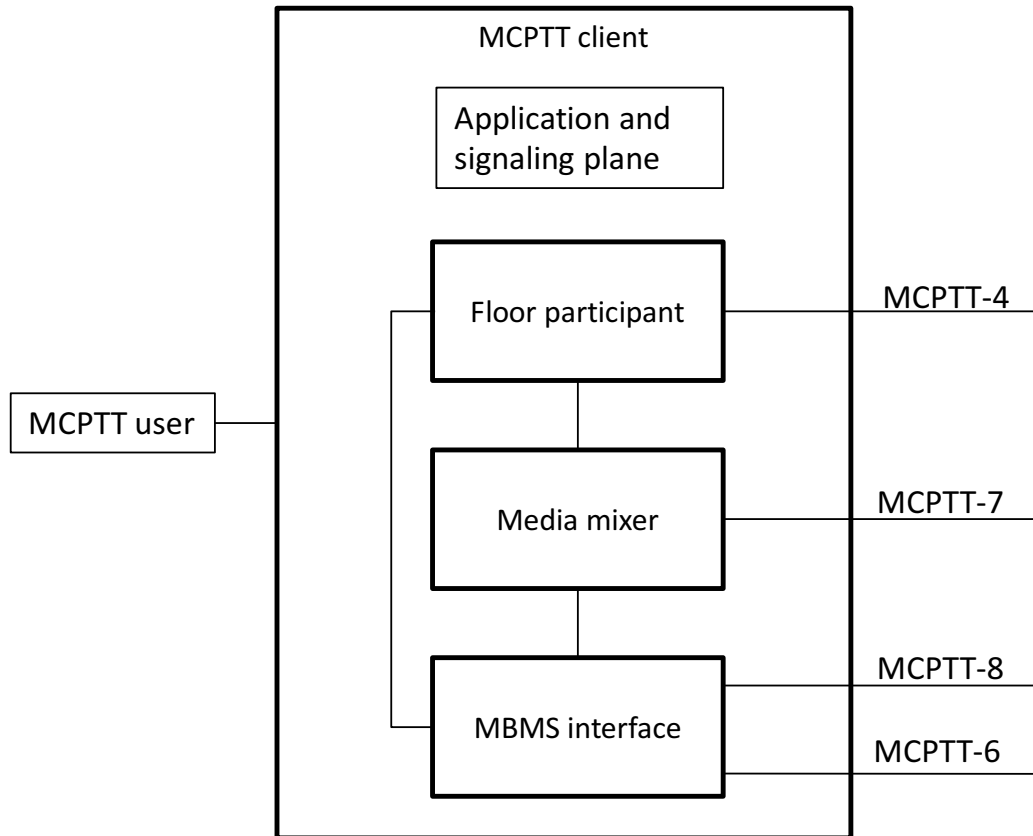 MCPTT client
Application and
signaling plane
Floor participant
MCPTT-4
MCPTT user
Media mixer
MCPTT-7
MBMS interface
MCPTT-8
MCPTT-6